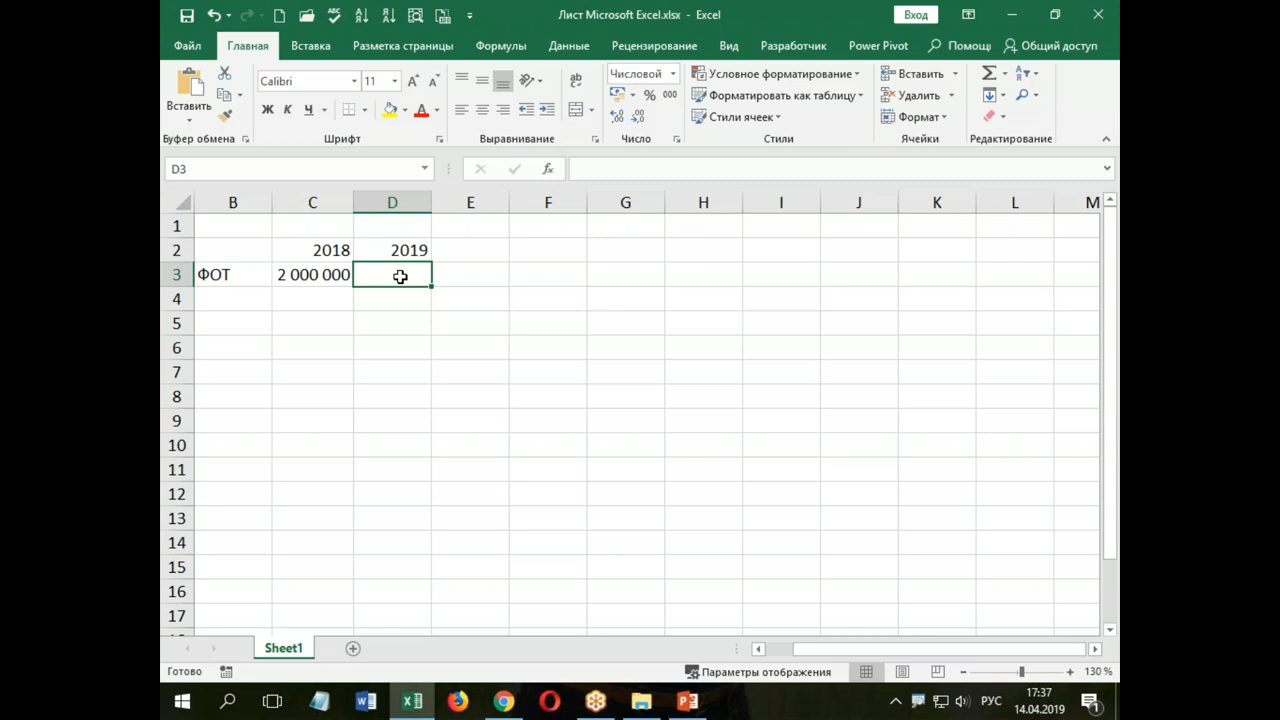 Лист Microsoft Excel.xlsx - Excel
Вход
Файл Главная Вставка Разметка страницы Формулы Данные Рецензирование Вид Разработчик Power Pivot Помощь Общий доступ
Вставить
Calibri 11
Ж К Ч
Числовой
% 000
Условное форматирование
Форматировать как таблицу
Стили ячеек
Вставить
Удалить
Формат
Буфер обмена Шрифт Выравнивание Число Стили Ячейки Редактирование
D3 fx
B C D E F G H I J K L M
1
2 2018 2019
3 ФОТ 2 000 000
4
5
6
7
8
9
10
11
12
13
14
15
16
17
Sheet1
Готово Параметры отображения 130 %
РУС 17:37
14.04.2019 1